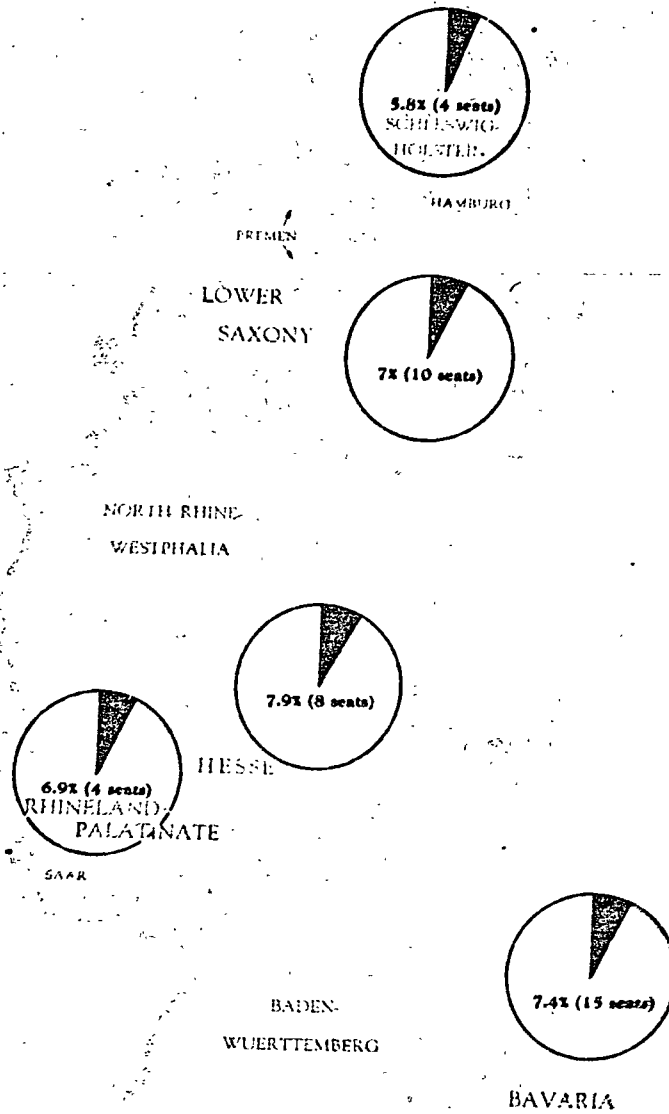 5.8% (4 seats)
SCHLESWIG-
HOLSTEIN
HAMBURG
BREMEN
LOWER
SAXONY
7% (10 seats)
NORTH RHINE-
WESTPHALIA
7.9% (8 seats)
HESSE
6.9% (4 seats)
RHINELAND-
PALATINATE
SAAR
7.4% (15 seats)
BADEN-
WUERTTEMBERG
BAVARIA